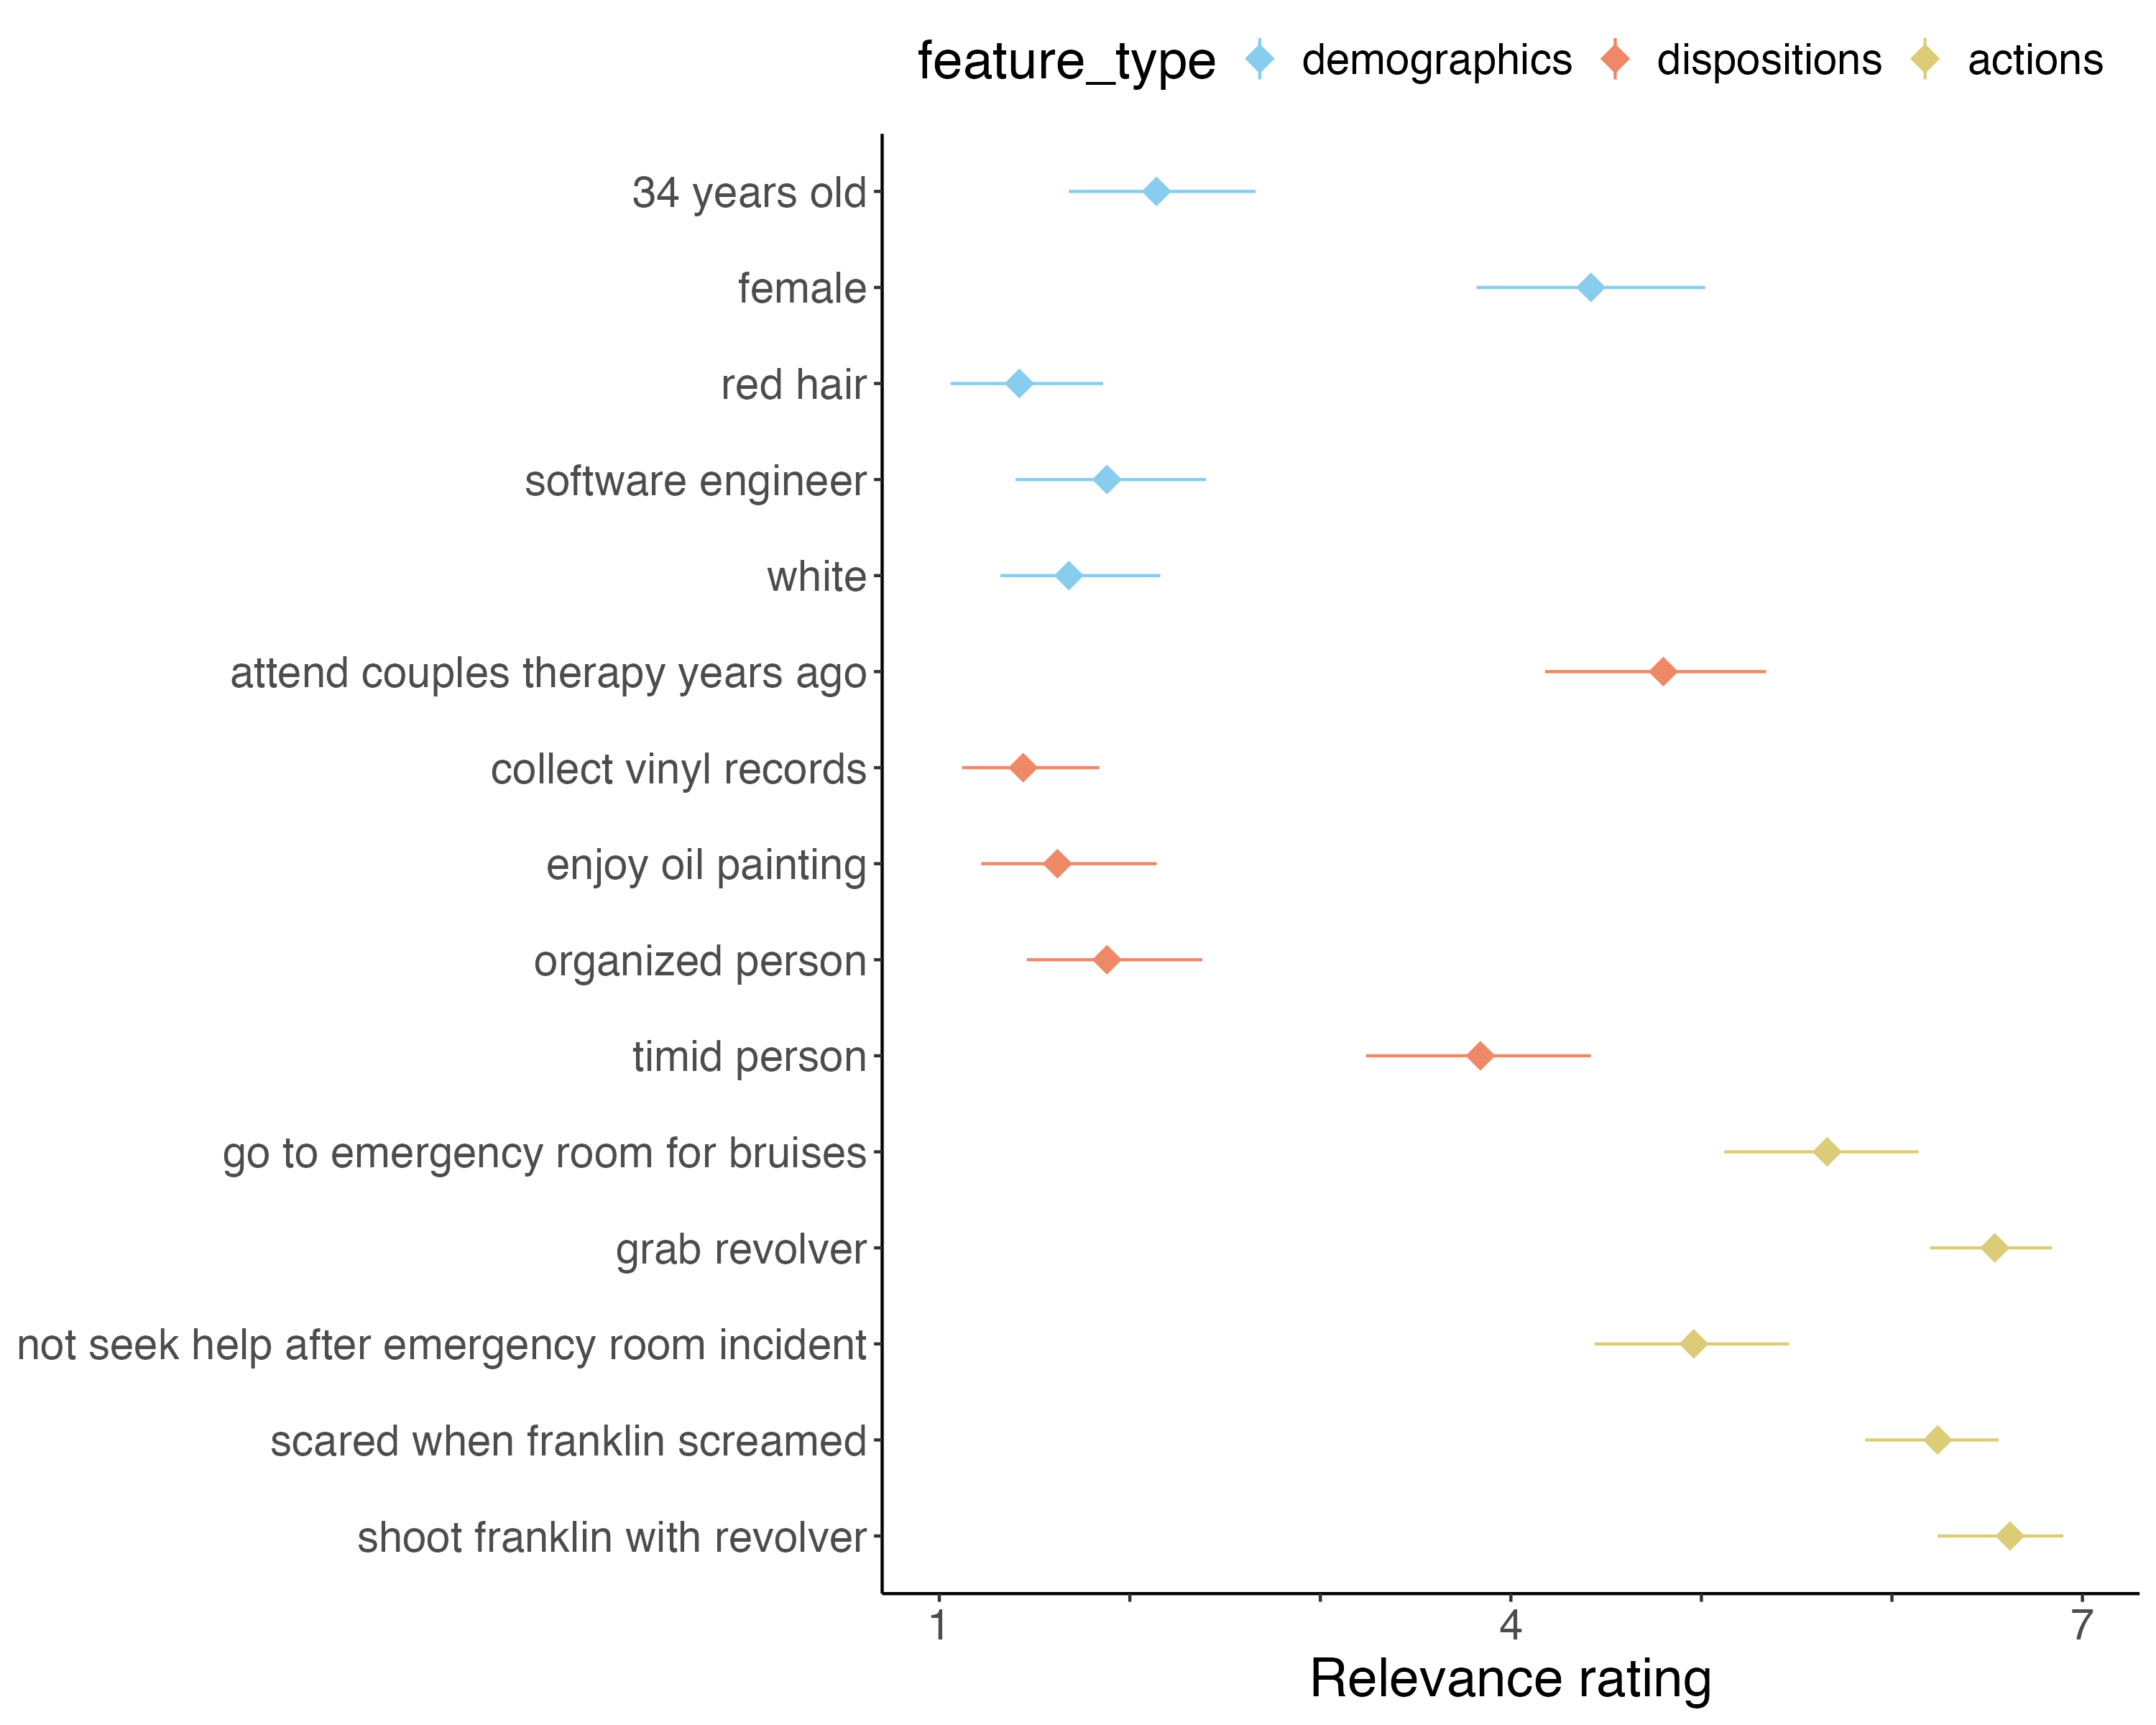 feature_type demographics dispositions actions
34 years old
female
red hair
software engineer
white
attend couples therapy years ago
collect vinyl records
enjoy oil painting
organized person
timid person
go to emergency room for bruises
grab revolver
not seek help after emergency room incident
scared when franklin screamed
shoot franklin with revolver
1 4 7
Relevance rating